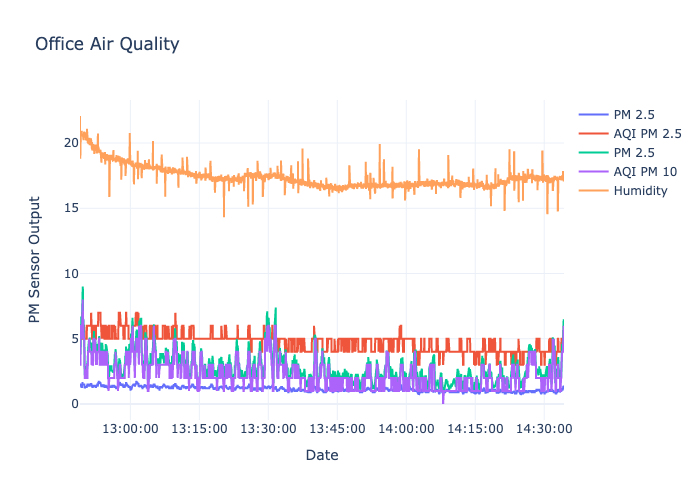 Office Air Quality
PM 2.5
AQI PM 2.5
PM 2.5
AQI PM 10
Humidity
20
15
10
5
0
PM Sensor Output
13:00:00
13:15:00
13:30:00
13:45:00
14:00:00
14:15:00
14:30:00
Date